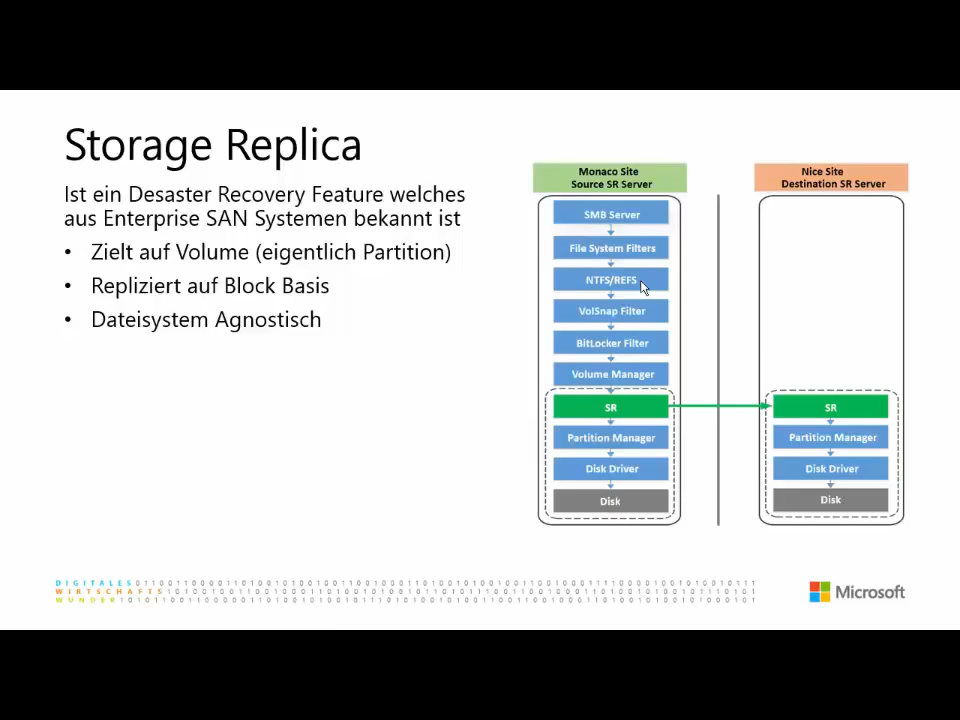 Storage Replica
Ist ein Desaster Recovery Feature welches
aus Enterprise SAN Systemen bekannt ist
• Zielt auf Volume (eigentlich Partition)
• Repliziert auf Block Basis
• Dateisystem Agnostisch
Monaco Site
Source SR Server
SMB Server
File System Filters
NTFS/REFS
VolSnap Filter
BitLocker Filter
Volume Manager
SR
Partition Manager
Disk Driver
Disk
Nice Site
Destination SR Server
SR
Partition Manager
Disk Driver
Disk
DIGITALES
WIRTSCHAFTS
WUNDER
Microsoft